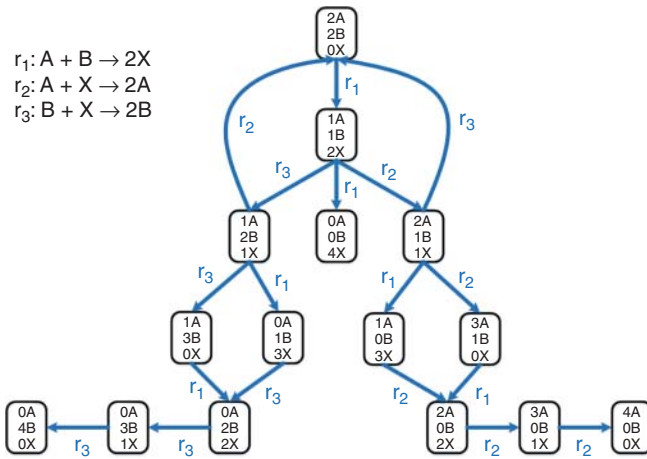 r₁: A + B → 2X
r₂: A + X → 2A
r₃: B + X → 2B
2A
2B
0X
r₁
r₂
r₃
1A
1B
2X
r₃
r₁
r₂
1A
2B
1X
0A
0B
4X
2A
1B
1X
r₃
r₁
r₁
r₂
1A
3B
0X
0A
1B
3X
1A
0B
3X
3A
1B
0X
r₁
r₃
r₂
r₁
0A
4B
0X
r₃
0A
3B
1X
r₃
0A
2B
2X
2A
0B
2X
r₂
3A
0B
1X
r₂
4A
0B
0X